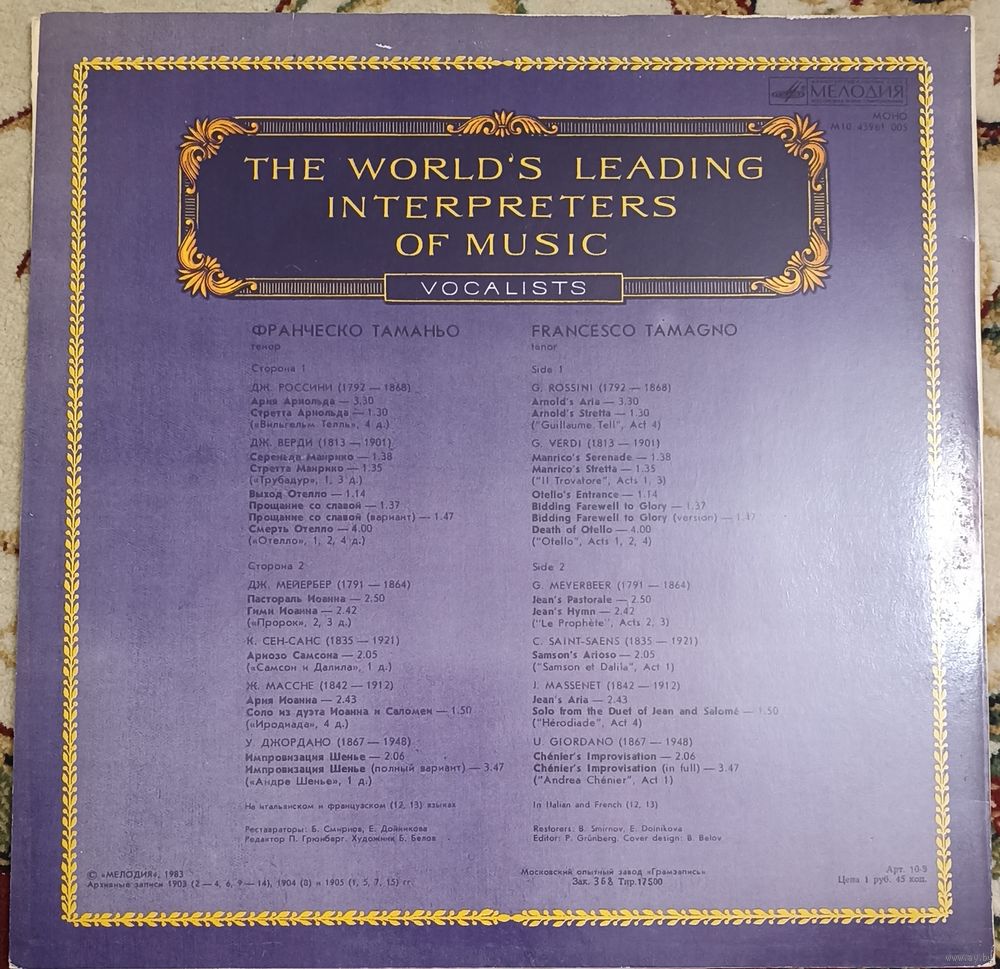 МЕЛОДИЯ
МОНО
М10 45961 005
THE WORLD'S LEADING
INTERPRETERS
OF MUSIC
VOCALISTS
ФРАНЧЕСКО ТАМАНЬО
тенор
Сторона 1
ДЖ. РОССИНИ (1792 — 1868)
Ария Арнольда — 3.30
Стретта Арнольда — 1.30
(«Вильгельм Телль», 4 д.)
ДЖ. ВЕРДИ (1813 — 1901)
Серенада Манрико — 1.38
Стретта Манрико — 1.35
(«Трубадур», 1, 3 д.)
Выход Отелло — 1.14
Прощание со славой — 1.37
Прощание со славой (вариант) — 1.47
Смерть Отелло — 4.00
(«Отелло», 1, 2, 4 д.)
Сторона 2
ДЖ. МЕЙЕРБЕР (1791 — 1864)
Пастораль Иоанна — 2.50
Гимн Иоанна — 2.42
(«Пророк», 2, 3 д.)
К. СЕН-САНС (1835 — 1921)
Ариозо Самсона — 2.05
(«Самсон и Далила», 1 д.)
Ж. МАССНЕ (1842 — 1912)
Ария Иоанна — 2.43
Соло из дуэта Иоанна и Саломеи — 1.50
(«Иродиада», 4 д.)
У. ДЖОРДАНО (1867 — 1948)
Импровизация Шенье — 2.06
Импровизация Шенье (полный вариант) — 3.47
(«Андре Шенье», 1 д.)
На итальянском и французском (12, 13) языках
Реставраторы: Б. Смирнов, Е. Дойникова
Редактор П. Грюнберг. Художник Б. Белов
FRANCESCO TAMAGNO
tenor
Side 1
G. ROSSINI (1792 — 1868)
Arnold's Aria — 3.30
Arnold's Stretta — 1.30
("Guillaume Tell", Act 4)
G. VERDI (1813 — 1901)
Manrico's Serenade — 1.38
Manrico's Stretta — 1.35
("Il Trovatore", Acts 1, 3)
Otello's Entrance — 1.14
Bidding Farewell to Glory — 1.37
Bidding Farewell to Glory (version) — 1.47
Death of Otello — 4.00
("Otello", Acts 1, 2, 4)
Side 2
G. MEYERBEER (1791 — 1864)
Jean's Pastorale — 2.50
Jean's Hymn — 2.42
("Le Prophète", Acts 2, 3)
C. SAINT-SAENS (1835 — 1921)
Samson's Arioso — 2.05
("Samson et Dalila", Act 1)
J. MASSENET (1842 — 1912)
Jean's Aria — 2.43
Solo from the Duet of Jean and Salomé — 1.50
("Hérodiade", Act 4)
U. GIORDANO (1867 — 1948)
Chénier's Improvisation — 2.06
Chénier's Improvisation (in full) — 3.47
("Andrea Chénier", Act 1)
In Italian and French (12, 13)
Restorers: B. Smirnov, E. Doinikova
Editor: P. Grünberg. Cover design: B. Belov
© «МЕЛОДИЯ», 1983
Архивные записи 1903 (2 — 4, 6, 9 — 14), 1904 (8) и 1905 (1, 5, 7, 15) гг.
Московский опытный завод «Грамзапись»
Зак. 368 Тир. 17500
Арт. 10-9
Цена 1 руб. 45 коп.
www.ay.by